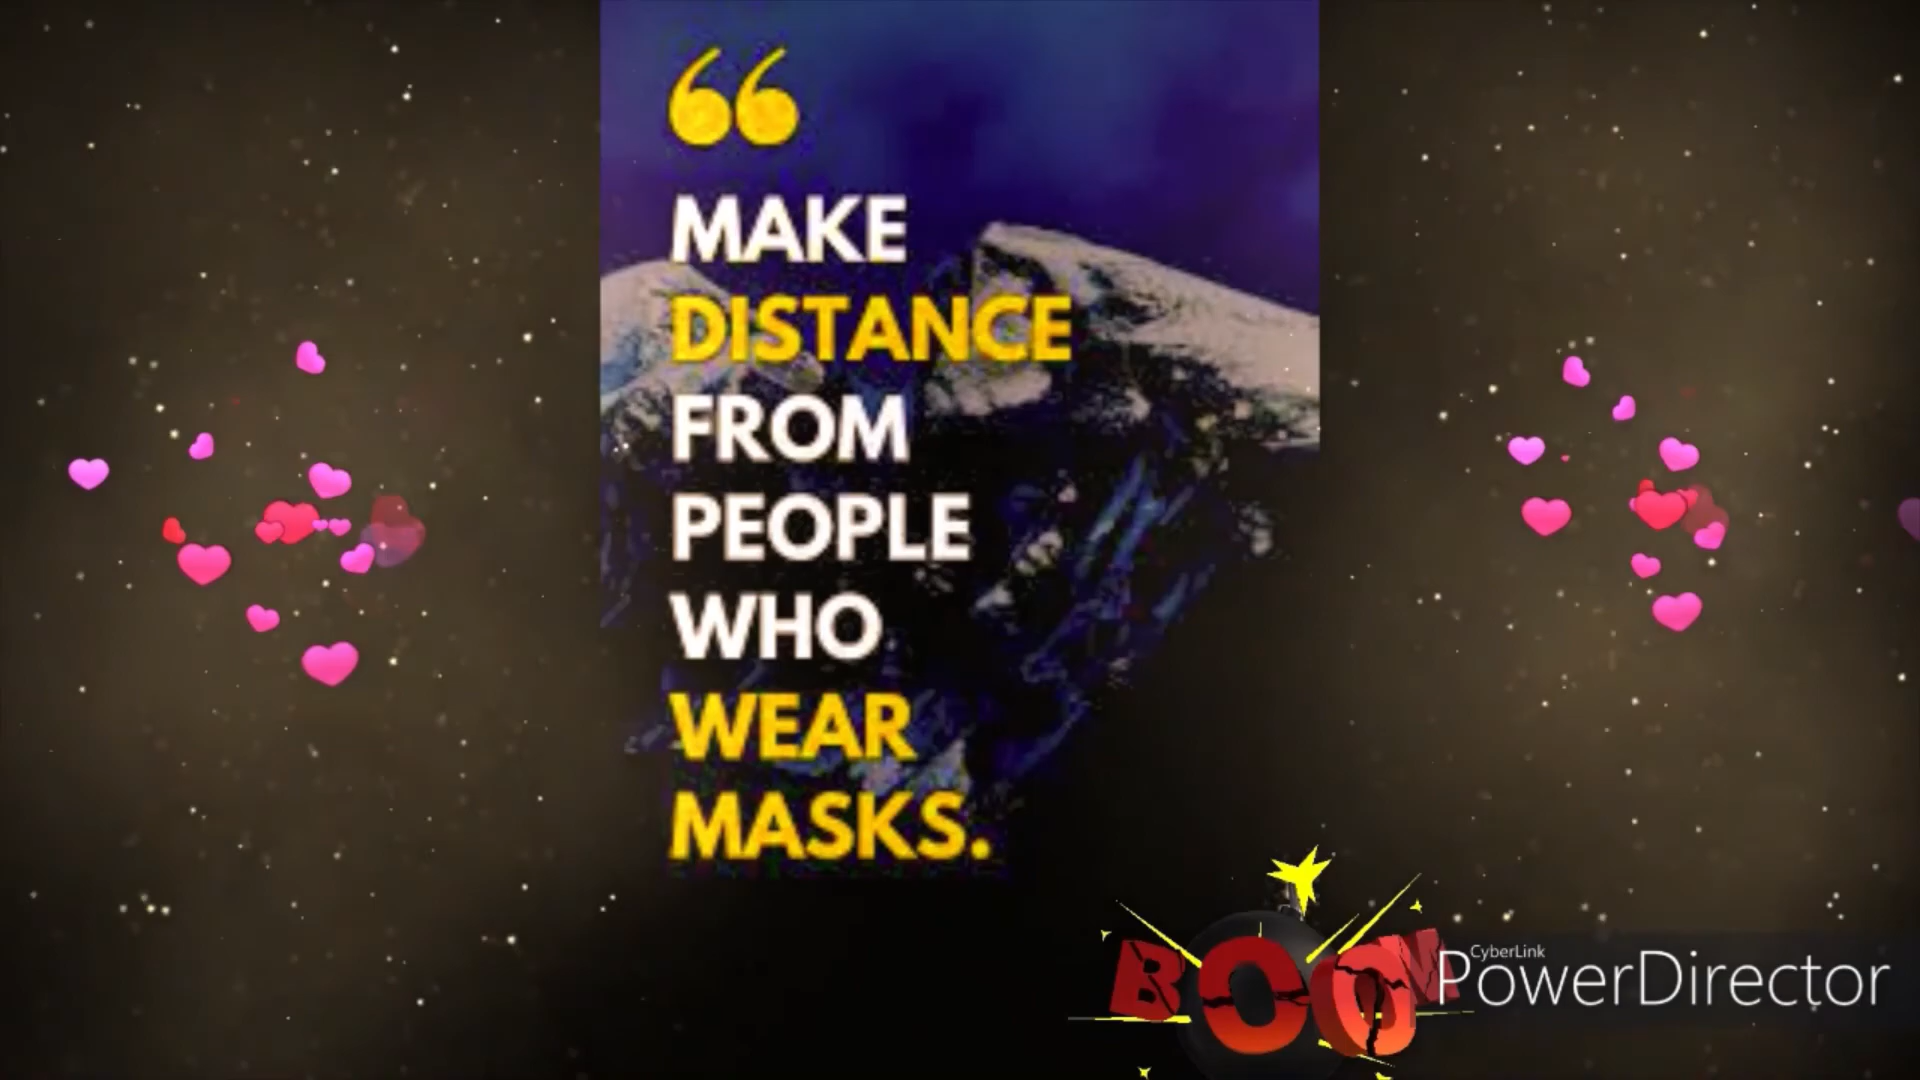 “
MAKE
DISTANCE
FROM
PEOPLE
WHO
WEAR
MASKS.
BOOM
CyberLink
PowerDirector